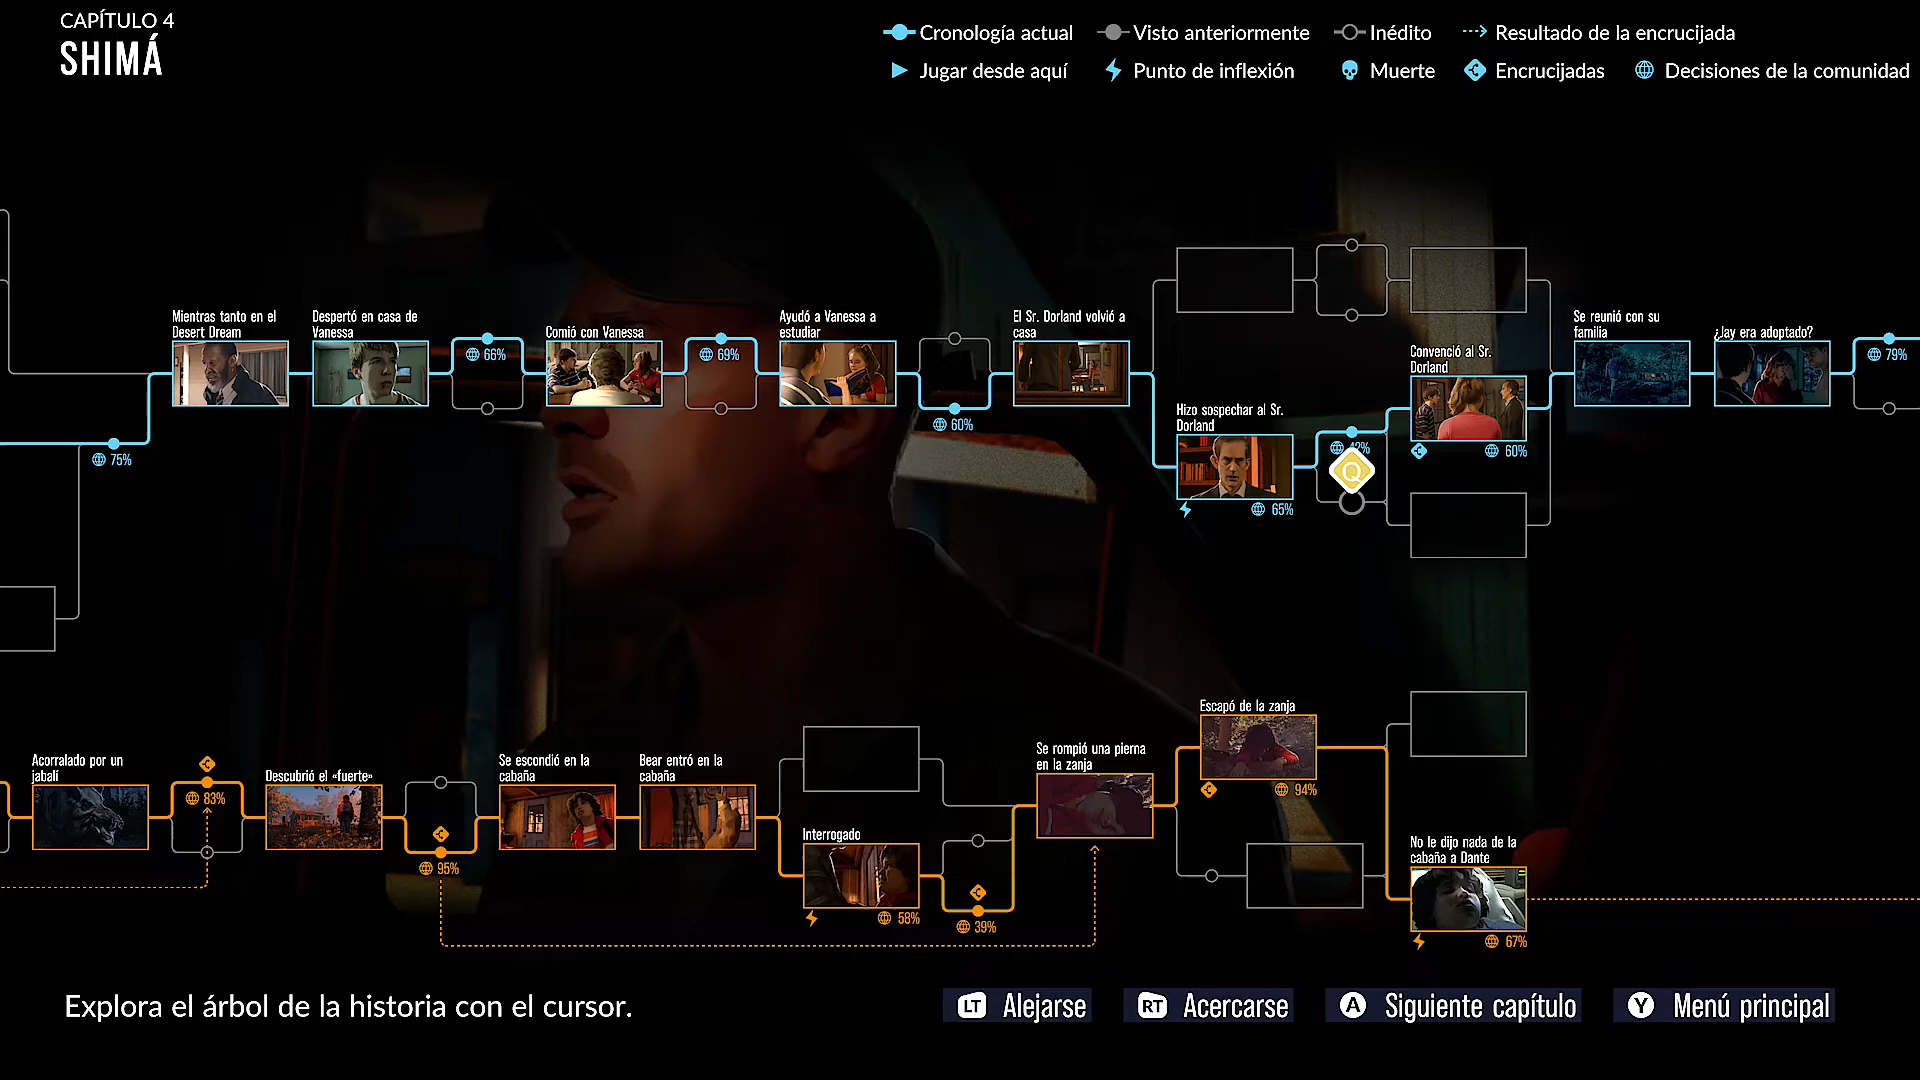 CAPÍTULO 4
SHIMÁ
Cronología actual
Visto anteriormente
Inédito
Resultado de la encrucijada
Jugar desde aquí
Punto de inflexión
Muerte
Encrucijadas
Decisiones de la comunidad
Mientras tanto en el
Desert Dream
Despertó en casa de
Vanessa
66%
Comió con Vanessa
69%
Ayudó a Vanessa a
estudiar
60%
El Sr. Dorland volvió a
casa
Hizo sospechar al Sr.
Dorland
65%
Q
Convenció al Sr.
Dorland
60%
Se reunió con su
familia
¿Jay era adoptado?
79%
75%
Acorralado por un
jabalí
83%
Descubrió el «fuerte»
95%
Se escondió en la
cabaña
Bear entró en la
cabaña
Interrogado
58%
39%
Se rompió una pierna
en la zanja
Escapó de la zanja
94%
No le dijo nada de la
cabaña a Dante
67%
Explora el árbol de la historia con el cursor.
LT Alejarse
RT Acercarse
A Siguiente capítulo
Y Menú principal